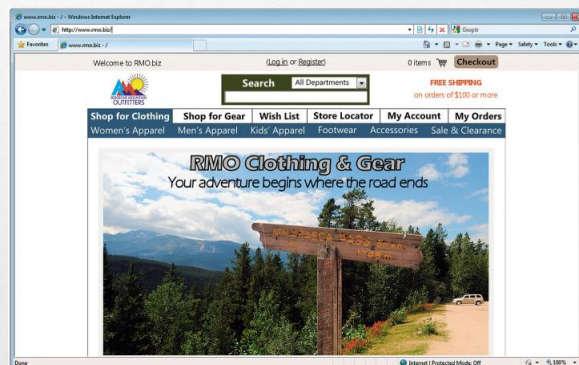 www.rmo.biz - / - Windows Internet Explorer
http://www.rmo.biz/
Google
Favorites www.rmo.biz - /
Page Safety Tools
Welcome to RMO.biz (Log in or Register) 0 items Checkout
Search All Departments
FREE SHIPPING
on orders of $100 or more
OUTFITTERS
Shop for Clothing Shop for Gear Wish List Store Locator My Account My Orders
Women's Apparel Men's Apparel Kids' Apparel Footwear Accessories Sale & Clearance
RMO Clothing & Gear
Your adventure begins where the road ends
Done Internet | Protected Mode: Off 100%